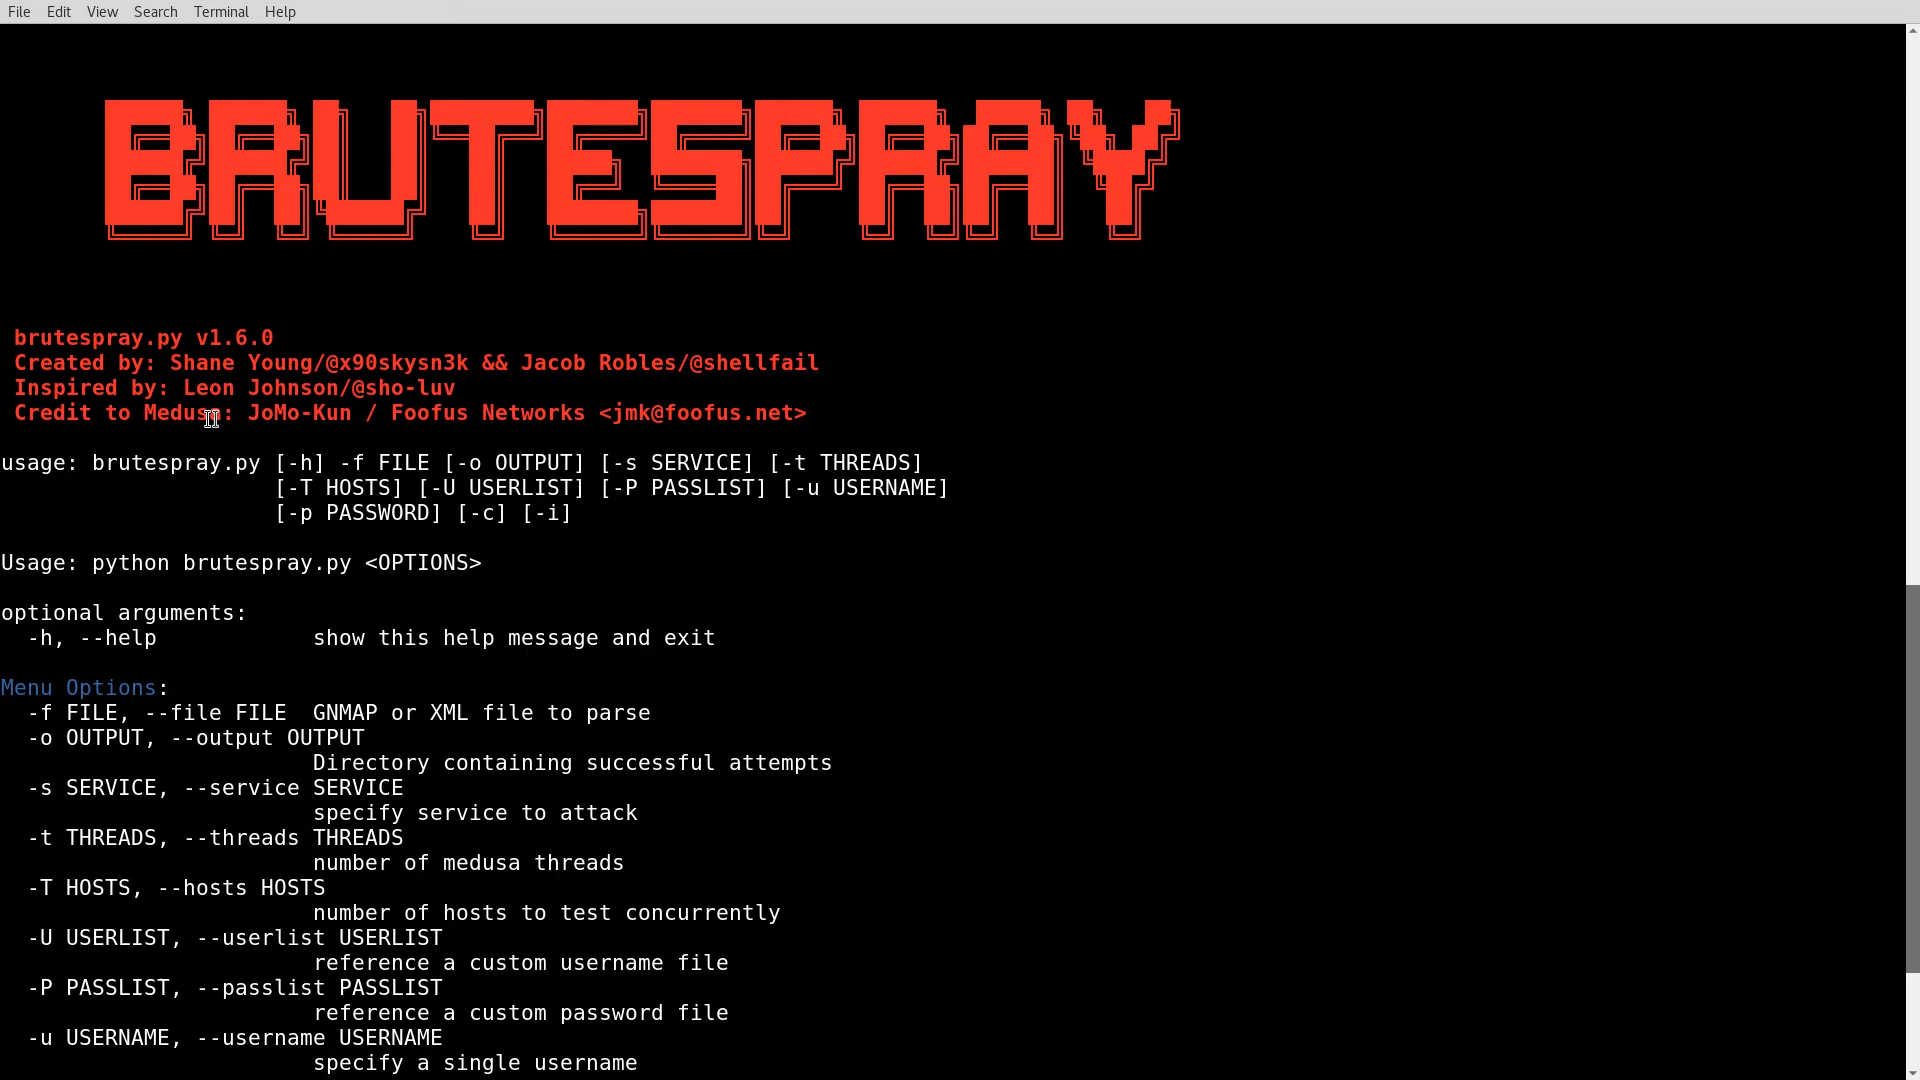 File Edit View Search Terminal Help
BRUTESPRAY
brutespray.py v1.6.0
Created by: Shane Young/@x90skysn3k && Jacob Robles/@shellfail
Inspired by: Leon Johnson/@sho-luv
Credit to Medusa: JoMo-Kun / Foofus Networks <jmk@foofus.net>
usage: brutespray.py [-h] -f FILE [-o OUTPUT] [-s SERVICE] [-t THREADS]
[-T HOSTS] [-U USERLIST] [-P PASSLIST] [-u USERNAME]
[-p PASSWORD] [-c] [-i]
Usage: python brutespray.py <OPTIONS>
optional arguments:
-h, --help show this help message and exit
Menu Options:
-f FILE, --file FILE GNMAP or XML file to parse
-o OUTPUT, --output OUTPUT
Directory containing successful attempts
-s SERVICE, --service SERVICE
specify service to attack
-t THREADS, --threads THREADS
number of medusa threads
-T HOSTS, --hosts HOSTS
number of hosts to test concurrently
-U USERLIST, --userlist USERLIST
reference a custom username file
-P PASSLIST, --passlist PASSLIST
reference a custom password file
-u USERNAME, --username USERNAME
specify a single username